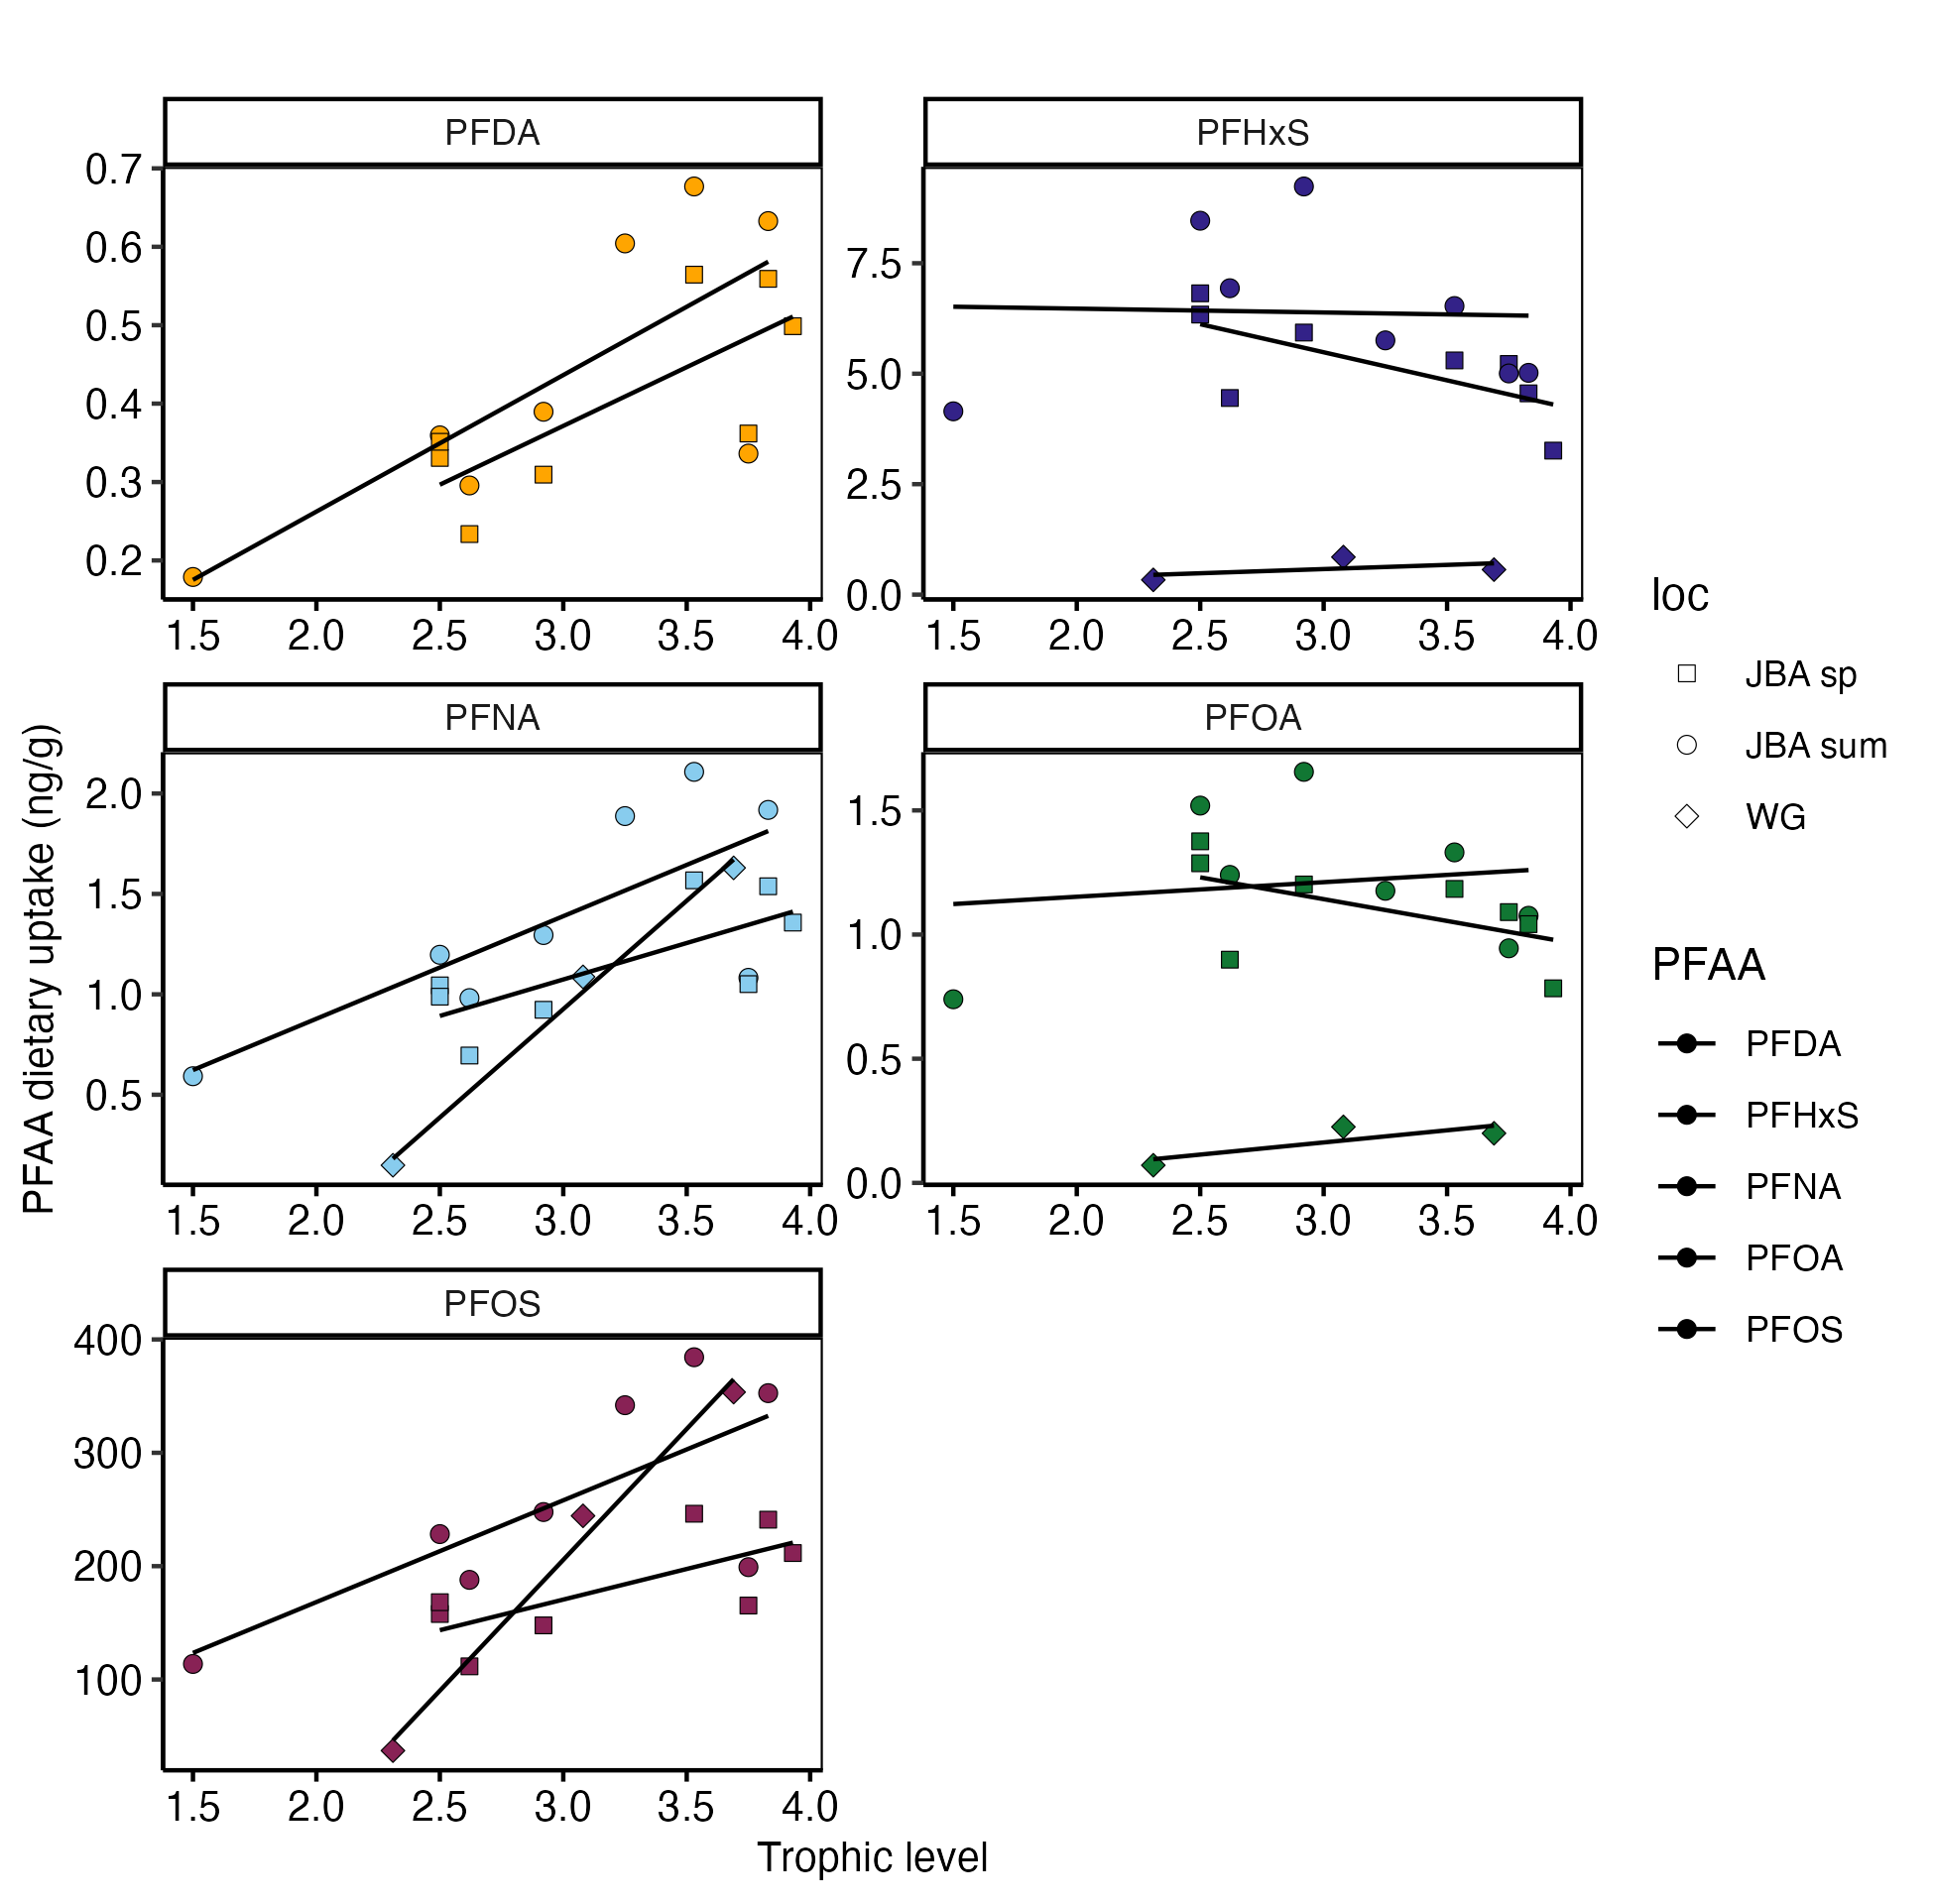 PFDA
PFHxS
0.7
0.6
0.5
0.4
0.3
0.2
1.5 2.0 2.5 3.0 3.5 4.0
7.5
5.0
2.5
0.0
1.5 2.0 2.5 3.0 3.5 4.0
PFNA
PFOA
2.0
1.5
1.0
0.5
1.5 2.0 2.5 3.0 3.5 4.0
1.5
1.0
0.5
0.0
1.5 2.0 2.5 3.0 3.5 4.0
PFOS
400
300
200
100
1.5 2.0 2.5 3.0 3.5 4.0
PFAA dietary uptake (ng/g)
Trophic level
loc
JBA sp
JBA sum
WG
PFAA
PFDA
PFHxS
PFNA
PFOA
PFOS